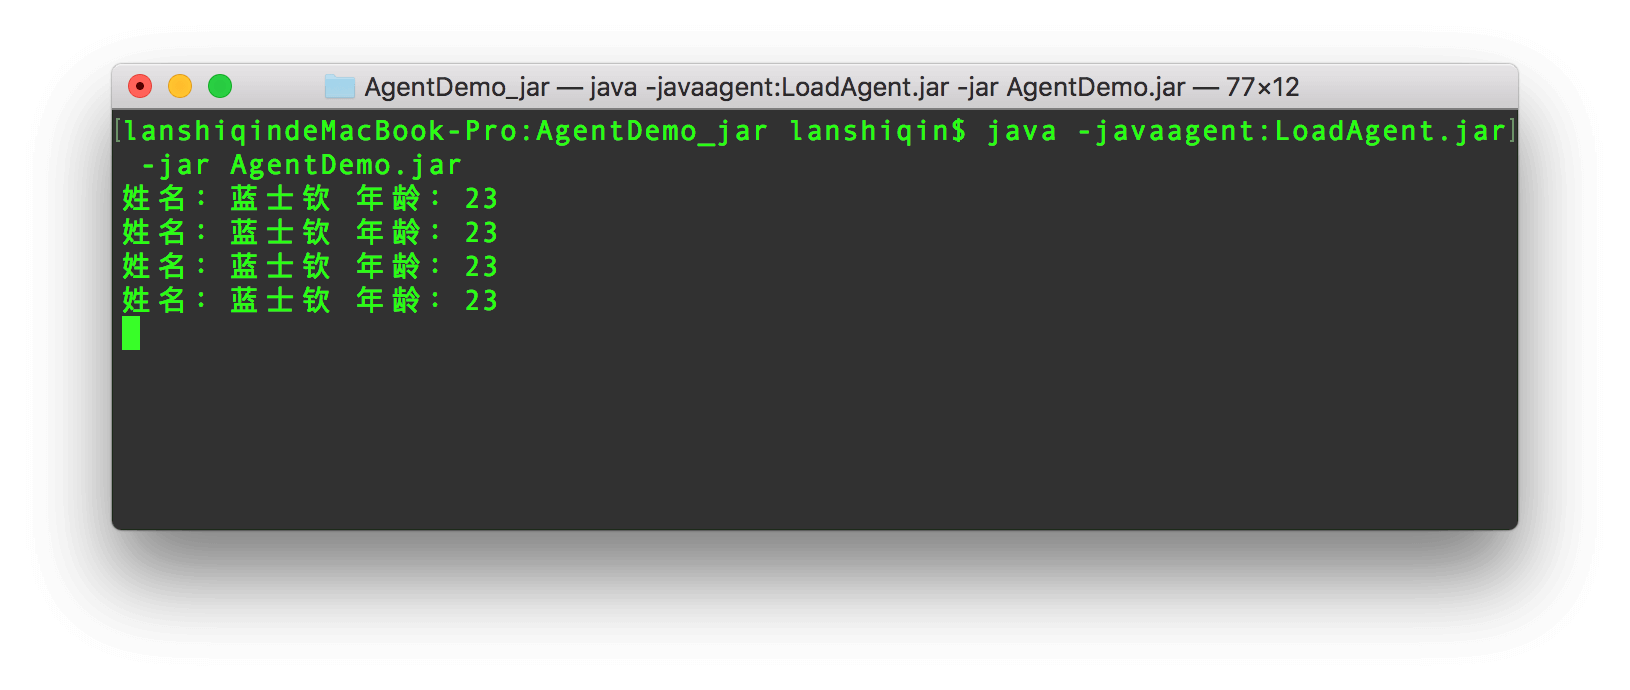 AgentDemo_jar — java -javaagent:LoadAgent.jar -jar AgentDemo.jar — 77×12
[lanshiqindeMacBook-Pro:AgentDemo_jar lanshiqin$ java -javaagent:LoadAgent.jar]
-jar AgentDemo.jar
姓名：蓝士钦 年龄：23
姓名：蓝士钦 年龄：23
姓名：蓝士钦 年龄：23
姓名：蓝士钦 年龄：23